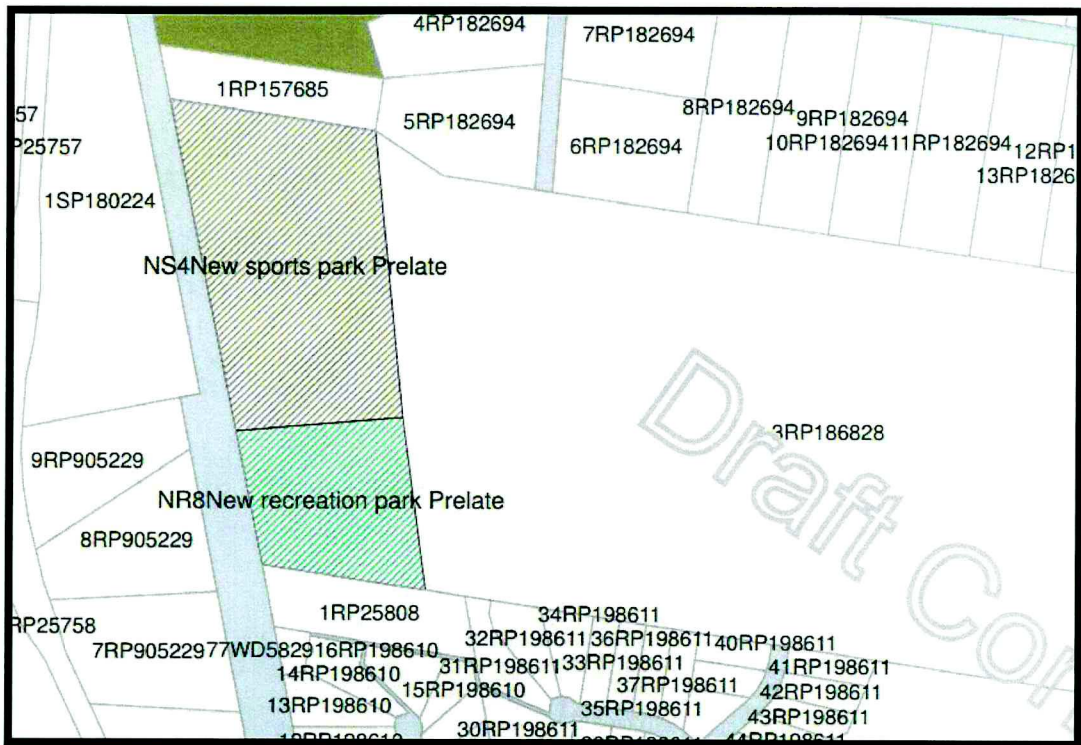 4RP182694
7RP182694
1RP157685
8RP182694
57
5RP182694
9RP182694
P25757
6RP182694
10RP18269411RP182694
12RP1
13RP1826
1SP180224
NS4New sports park Prelate
Draft Con
3RP186828
9RP905229
NR8New recreation park Prelate
8RP905229
1RP25808
34RP198611
RP25758
32RP198611
36RP198611
40RP198611
7RP90522977WD582916RP198610
31RP198611
33RP198611
41RP198611
14RP198610
15RP198610
37RP198611
42RP198611
13RP198610
35RP198611
43RP198611
30RP198611
44RP198611